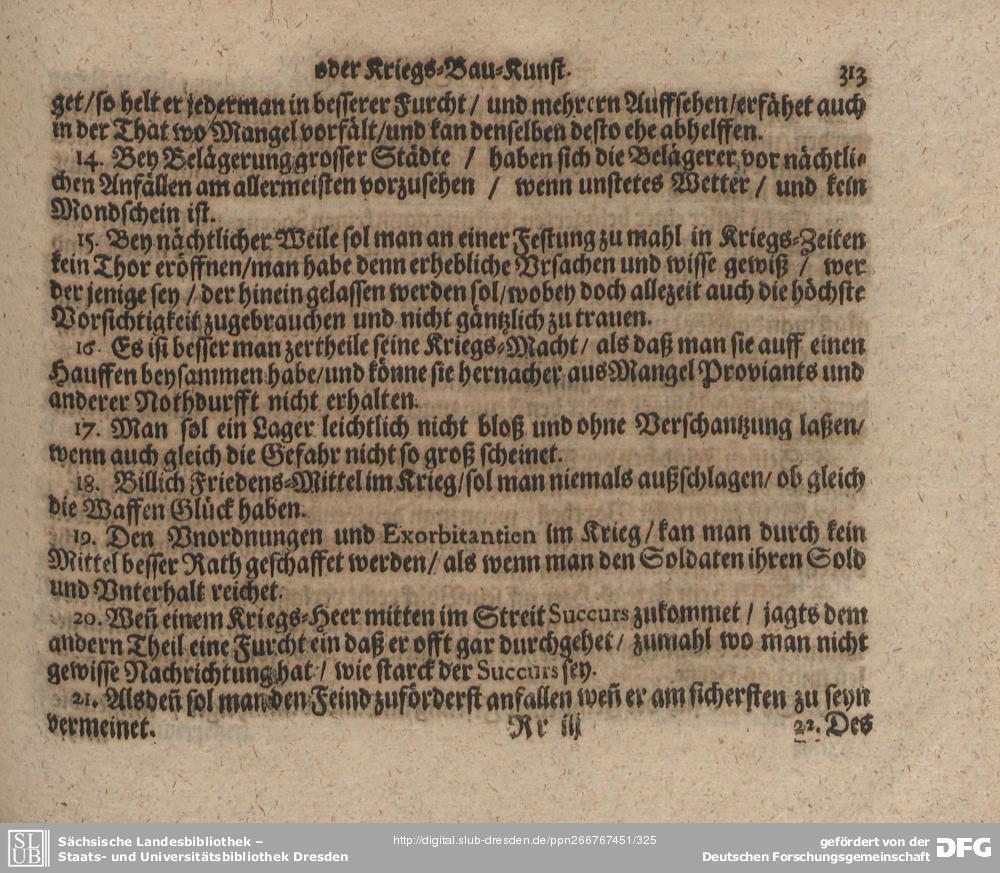 oder Kriegs-Bau-Kunst. 313
get/so helt er jederman in besserer Furcht / und mehrern Auffsehen/erfähet auch
in der That wo Mangel vorfält/und kan denselben desto ehe abhelffen.
14. Bey Belägerung grosser Städte / haben sich die Belägerer vor nächtli-
chen Anfällen am allermeisten vorzusehen / wenn unstetes Wetter / und kein
Mondschein ist.
15. Bey nächtlicher Weile sol man an einer Festung zu mahl in Kriegs-Zeiten
kein Thor eröffnen/man habe denn erhebliche Vrsachen und wisse gewiß / wer
der jenige sey / der hinein gelassen werden sol/wobey doch allezeit auch die höchste
Vorsichtigkeit zugebrauchen und nicht gäntzlich zu trauen.
16. Es ist besser man zertheile seine Kriegs-Macht / als daß man sie auff einen
Hauffen beysammen habe/und könne sie hernacher aus Mangel Proviants und
anderer Nothdurfft nicht erhalten.
17. Man sol ein Lager leichtlich nicht bloß und ohne Verschantzung laßen/
wenn auch gleich die Gefahr nicht so groß scheinet.
18. Billich Friedens-Mittel im Krieg/sol man niemals außschlagen/ ob gleich
die Waffen Glück haben.
19. Den Vnordnungen und Exorbitantien im Krieg / kan man durch kein
Mittel besser Rath geschaffet werden/ als wenn man den Soldaten ihren Sold
und Vnterhalt reichet.
20. Weñ einem Kriegs-Heer mitten im Streit Succurs zukommet / jagts dem
andern Theil eine Furcht ein daß er offt gar durchgehet / zumahl wo man nicht
gewisse Nachrichtung hat / wie starck der Succurs sey.
21. Alsdeñ sol man den Feind zuförderst anfallen weñ er am sichersten zu seyn
vermeinet. Rr iij 22. Des
SLUB Sächsische Landesbibliothek –
Staats- und Universitätsbibliothek Dresden
http://digital.slub-dresden.de/ppn266767451/325
gefördert von der
Deutschen Forschungsgemeinschaft DFG